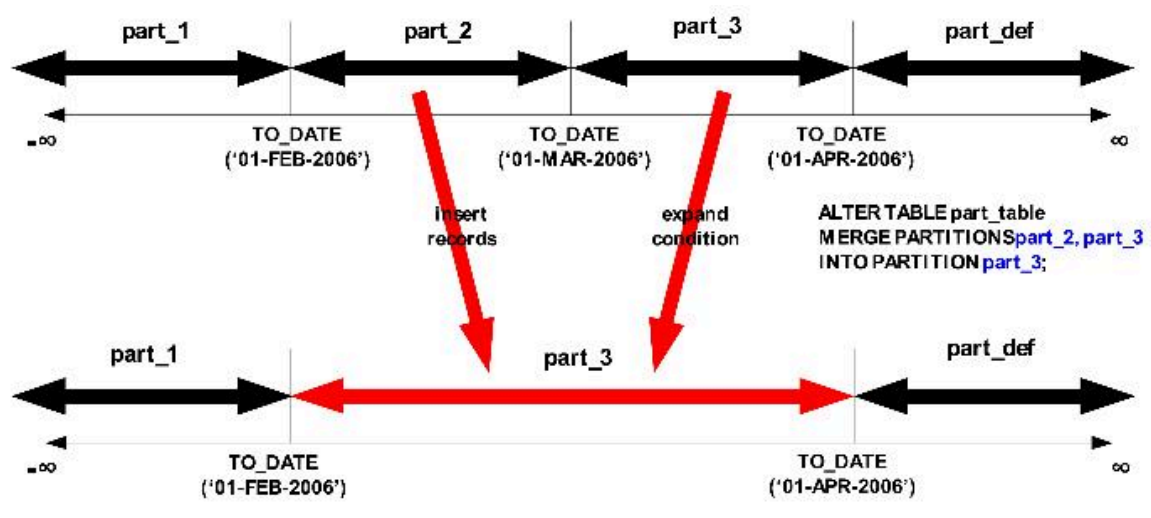 part_1 part_2 part_3 part_def
-∞ TO_DATE TO_DATE TO_DATE ∞
('01-FEB-2006') ('01-MAR-2006') ('01-APR-2006')
insert expand ALTER TABLE part_table
records condition MERGE PARTITIONS part_2, part_3
INTO PARTITION part_3;
part_1 part_3 part_def
-∞ TO_DATE TO_DATE ∞
('01-FEB-2006') ('01-APR-2006')